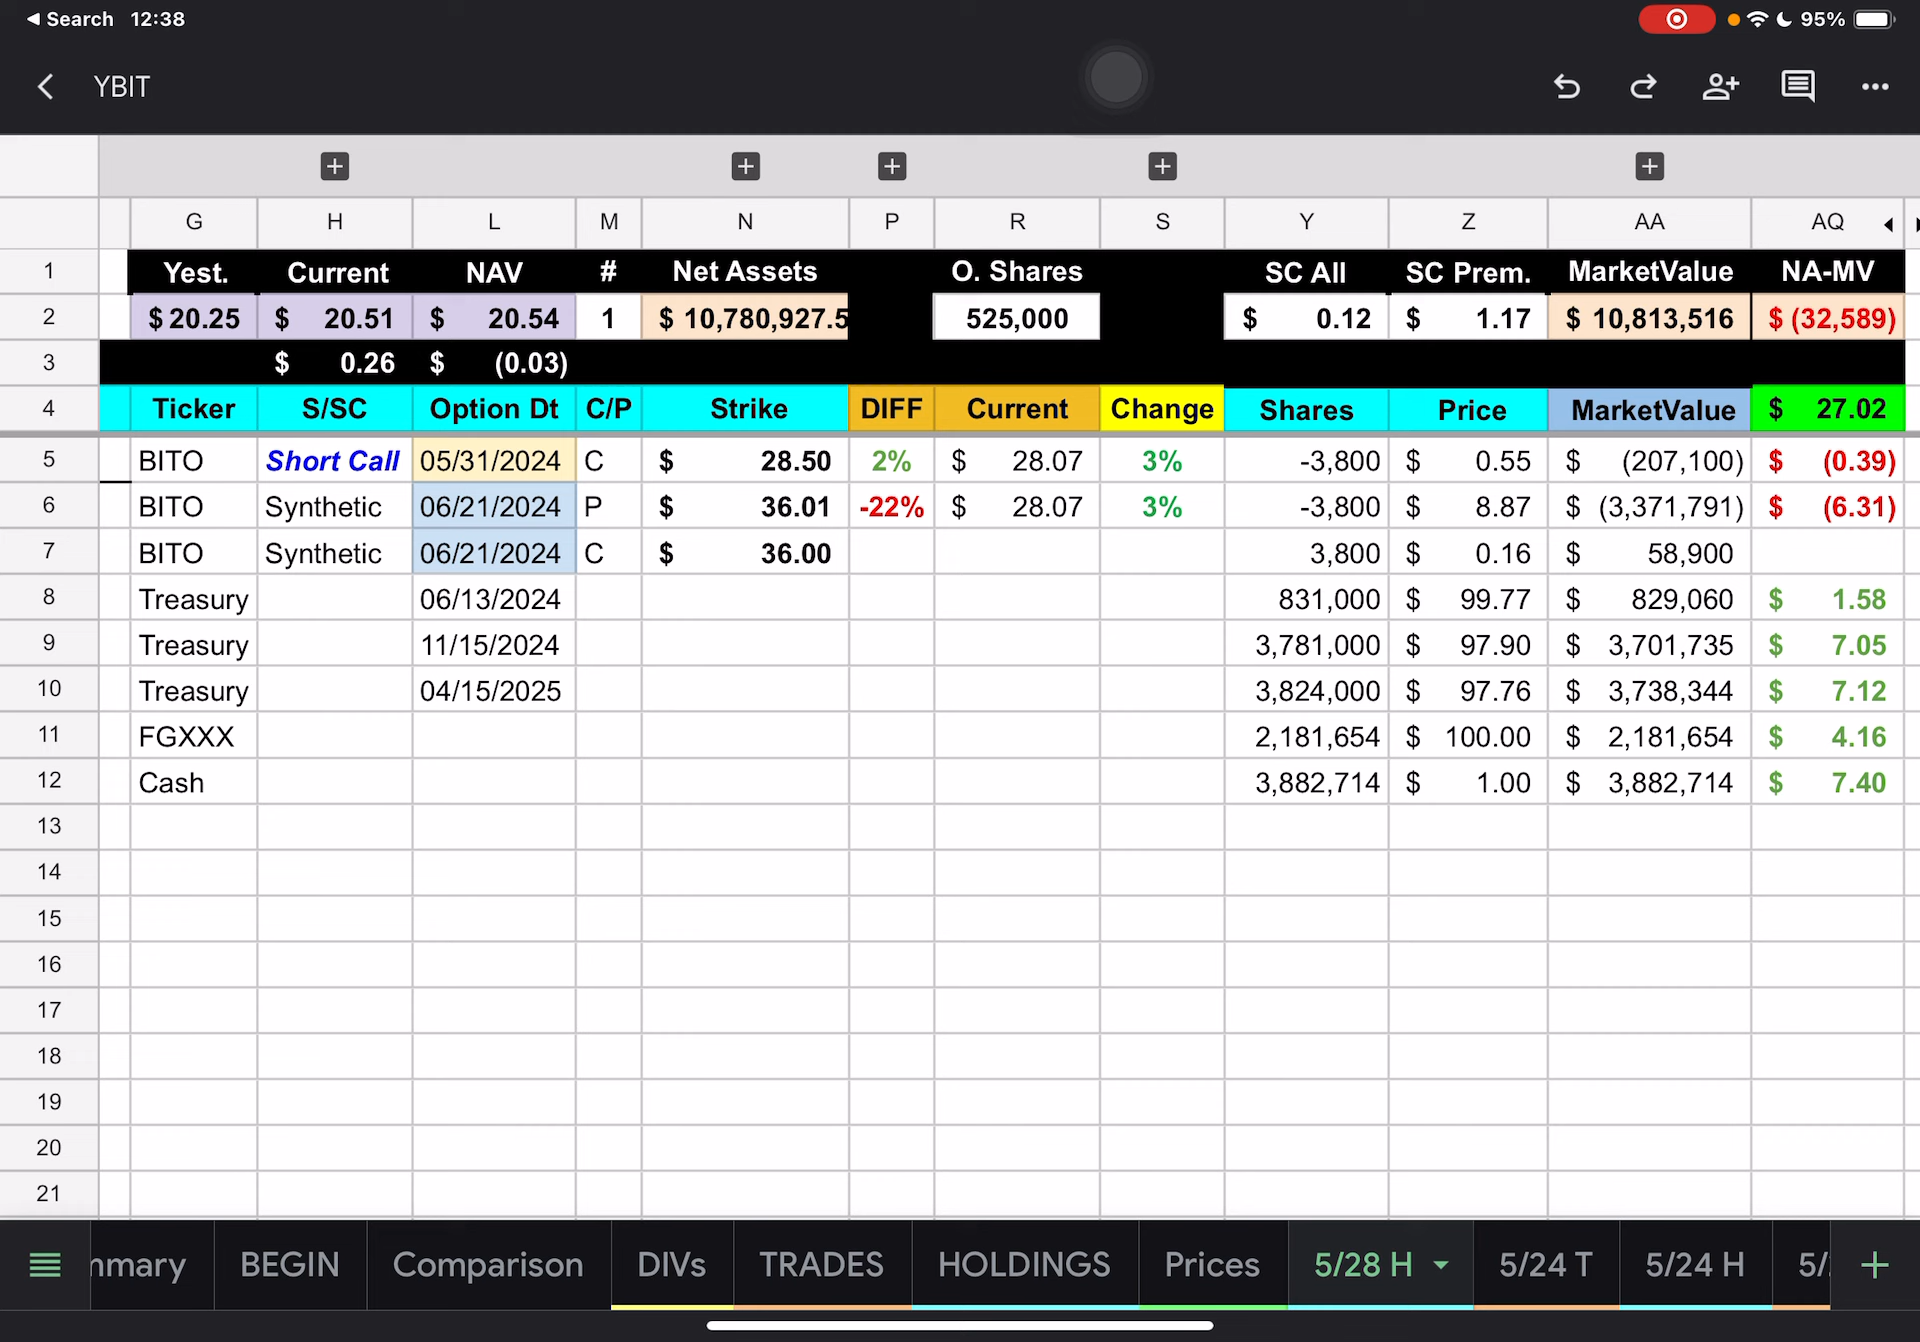 Search 12:38 95%
YBIT
G H L M N P R S Y Z AA AQ
1 Yest. Current NAV # Net Assets O. Shares SC All SC Prem. MarketValue NA-MV
2 $ 20.25 $ 20.51 $ 20.54 1 $ 10,780,927.5 525,000 $ 0.12 $ 1.17 $ 10,813,516 $ (32,589)
3 $ 0.26 $ (0.03)
4 Ticker S/SC Option Dt C/P Strike DIFF Current Change Shares Price MarketValue $ 27.02
5 BITO Short Call 05/31/2024 C $ 28.50 2% $ 28.07 3% -3,800 $ 0.55 $ (207,100) $ (0.39)
6 BITO Synthetic 06/21/2024 P $ 36.01 -22% $ 28.07 3% -3,800 $ 8.87 $ (3,371,791) $ (6.31)
7 BITO Synthetic 06/21/2024 C $ 36.00 3,800 $ 0.16 $ 58,900
8 Treasury 06/13/2024 831,000 $ 99.77 $ 829,060 $ 1.58
9 Treasury 11/15/2024 3,781,000 $ 97.90 $ 3,701,735 $ 7.05
10 Treasury 04/15/2025 3,824,000 $ 97.76 $ 3,738,344 $ 7.12
11 FGXXX 2,181,654 $ 100.00 $ 2,181,654 $ 4.16
12 Cash 3,882,714 $ 1.00 $ 3,882,714 $ 7.40
13
14
15
16
17
18
19
20
21
mmary BEGIN Comparison DIVs TRADES HOLDINGS Prices 5/28 H 5/24 T 5/24 H 5/